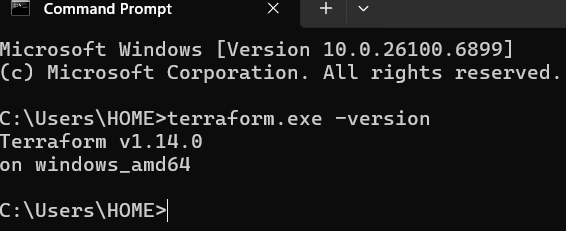 Command Prompt
Microsoft Windows [Version 10.0.26100.6899]
(c) Microsoft Corporation. All rights reserved.
C:\Users\HOME>terraform.exe -version
Terraform v1.14.0
on windows_amd64
C:\Users\HOME>